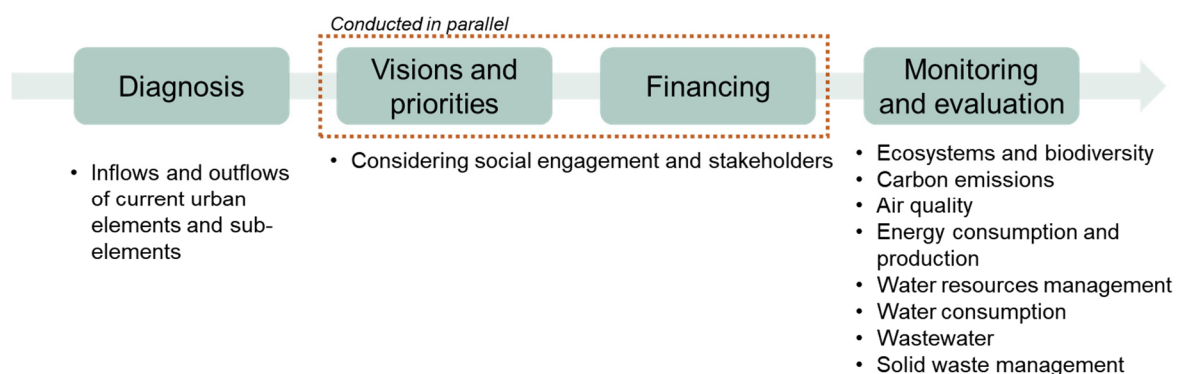 Conducted in parallel
Diagnosis
Visions and
priorities
Financing
Monitoring
and evaluation
• Inflows and outflows
of current urban
elements and sub-
elements
• Considering social engagement and stakeholders
• Ecosystems and biodiversity
• Carbon emissions
• Air quality
• Energy consumption and
production
• Water resources management
• Water consumption
• Wastewater
• Solid waste management